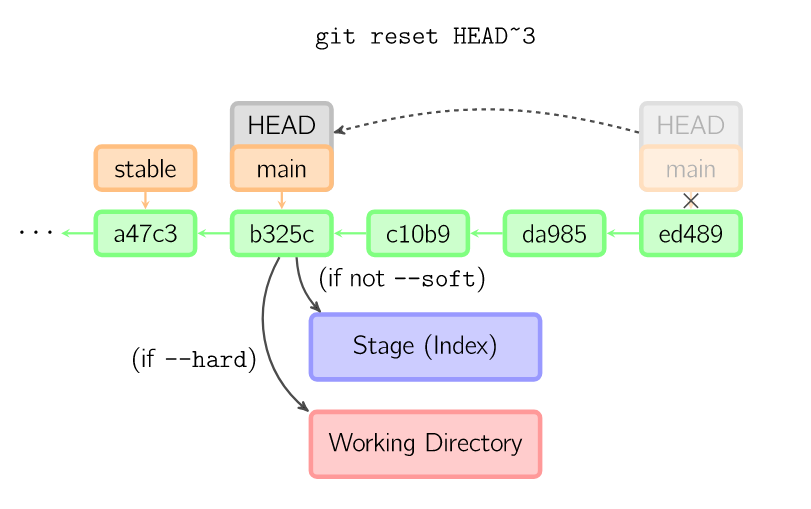 git reset HEAD~3
HEAD
HEAD
stable
main
main
...
a47c3
b325c
c10b9
da985
ed489
(if not --soft)
Stage (Index)
(if --hard)
Working Directory